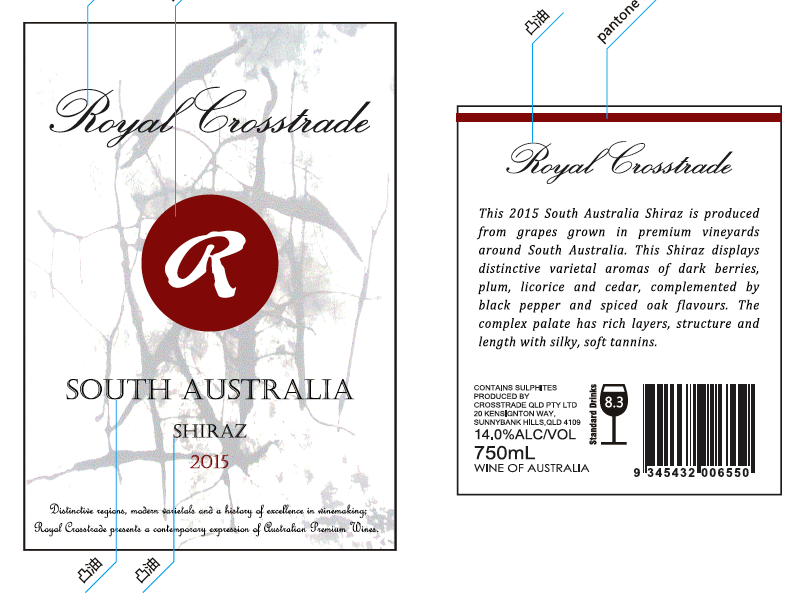 凸油
pantone
Royal Crosstrade
R
SOUTH AUSTRALIA
SHIRAZ
2015
Distinctive regions, modern varietals and a history of excellence in winemaking;
Royal Crosstrade presents a contemporary expression of Australian Premium Wines.
凸油
凸油
Royal Crosstrade
This 2015 South Australia Shiraz is produced
from grapes grown in premium vineyards
around South Australia. This Shiraz displays
distinctive varietal aromas of dark berries,
plum, licorice and cedar, complemented by
black pepper and spiced oak flavours. The
complex palate has rich layers, structure and
length with silky, soft tannins.
CONTAINS SULPHITES
PRODUCED BY
CROSSTRADE QLD PTY LTD
20 KENSIGNTON WAY,
SUNNYBANK HILLS,QLD 4109
14.0%ALC/VOL
750mL
WINE OF AUSTRALIA
Standard Drinks
8.3
9 345432 006550